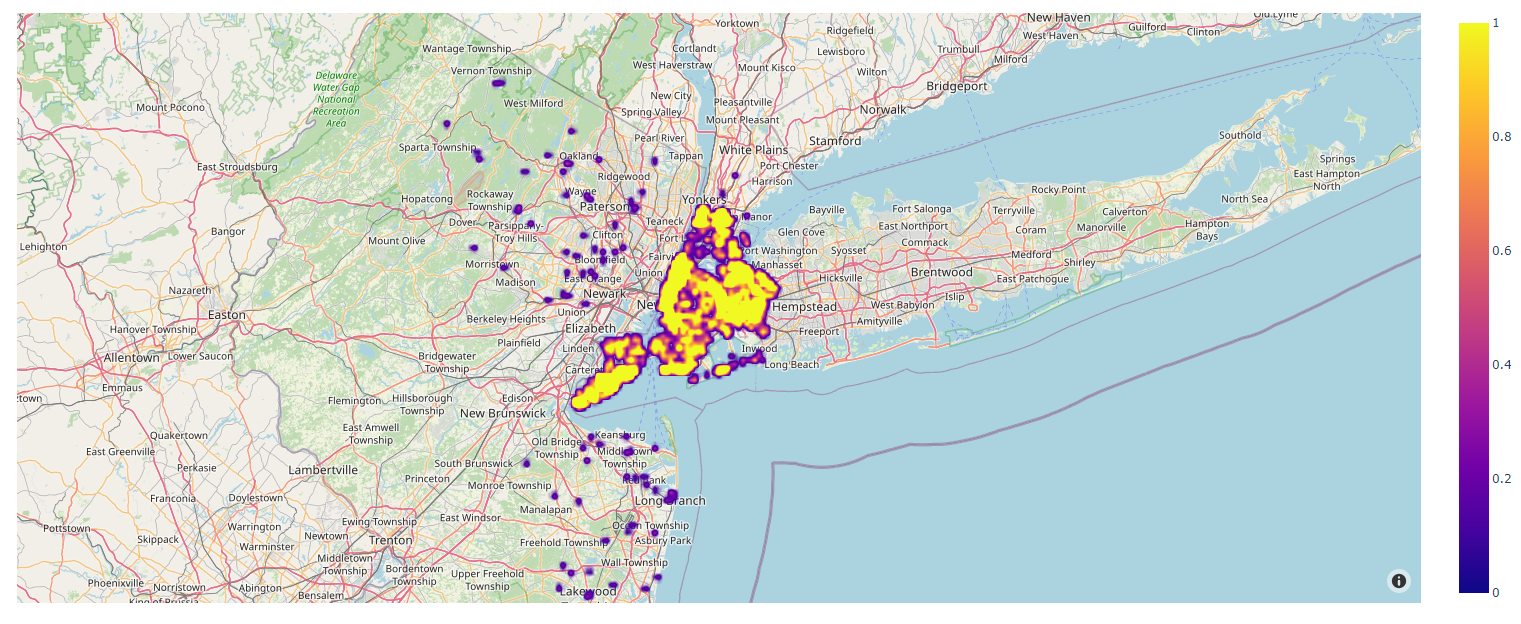 Yorktown
New Haven
Old Lyme
Guilford
Clinton
West Haven
Ridgefield
Wantage Township
Cortlandt
Lewisboro
Trumbull
Milford
West Haverstraw
Mount Kisco
Wilton
Vernon Township
Delaware
Water Gap
National
Recreation
Area
Bridgeport
New City
Pleasantville
West Milford
Mount Pocono
Spring Valley
Mount Pleasant
Norwalk
Pearl River
Stamford
Southold
Sparta Township
Oakland
Tappan
White Plains
Springs
East Stroudsburg
Port Chester
East Hampton
North
Ridgewood
Harrison
Rocky Point
Hopatcong
Rockaway
Township
Wayne
Yonkers
North Sea
Paterson
Bayville
Fort Salonga
Terryville
Calverton
Dover
Parsippany-
Troy Hills
Teaneck
Manor
East Northport
Coram
Manorville
Hampton
Bays
Bangor
Mount Olive
Clifton
Fort L
Glen Cove
Commack
Lehighton
Fairv
ort Washington
Syosset
Medford
Shirley
Morristown
Bloomfield
Manhasset
Brentwood
East Orange
Union
Hicksville
East Patchogue
Madison
Nazareth
Newark
New
Hempstead
West Babylon
Islip
Easton
Berkeley Heights
Union
Amityville
Hanover Township
Elizabeth
Freeport
Plainfield
Linden
Inwood
Allentown
Lower Saucon
Bridgewater
Township
Carteret
Long Beach
Emmaus
ztown
Flemington
Hillsborough
Township
Edison
New Brunswick
East Amwell
Township
Quakertown
East Greenville
Old Bridge
Township
Keansburg
Middletown
Township
Perkasie
Lambertville
South Brunswick
Princeton
Monroe Township
Red Bank
Franconia
Doylestown
Manalapan
Long Branch
Pottstown
Warrington
Ewing Township
East Windsor
Ocean Township
Skippack
Newtown
Trenton
Freehold Township
Asbury Park
Warminster
Middletown
Township
Wall Township
Phoenixville
Norristown
Abington
Bordentown
Township
Upper Freehold
Township
Lakewood
King of Prussia
Bensalem
1
0.8
0.6
0.4
0.2
0